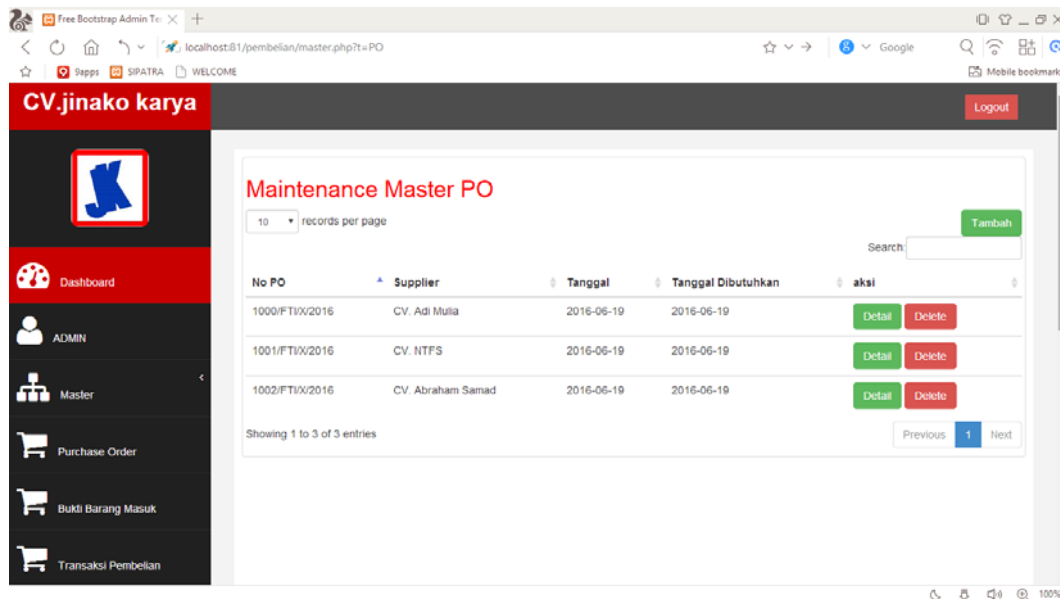 Free Bootstrap Admin Te
localhost:81/pembelian/master.php?t=PO
Google
9apps SIPATRA WELCOME
Mobile bookmark
CV.jinako karya
Logout
JK
Maintenance Master PO
10 records per page
Tambah
Search:
Dashboard
No PO Supplier Tanggal Tanggal Dibutuhkan aksi
1000/FTI/X/2016 CV. Adi Mulia 2016-06-19 2016-06-19 Detail Delete
ADMIN
1001/FTI/X/2016 CV. NTFS 2016-06-19 2016-06-19 Detail Delete
1002/FTI/X/2016 CV. Abraham Samad 2016-06-19 2016-06-19 Detail Delete
Master
Showing 1 to 3 of 3 entries
Previous 1 Next
Purchase Order
Bukti Barang Masuk
Transaksi Pembelian
100%